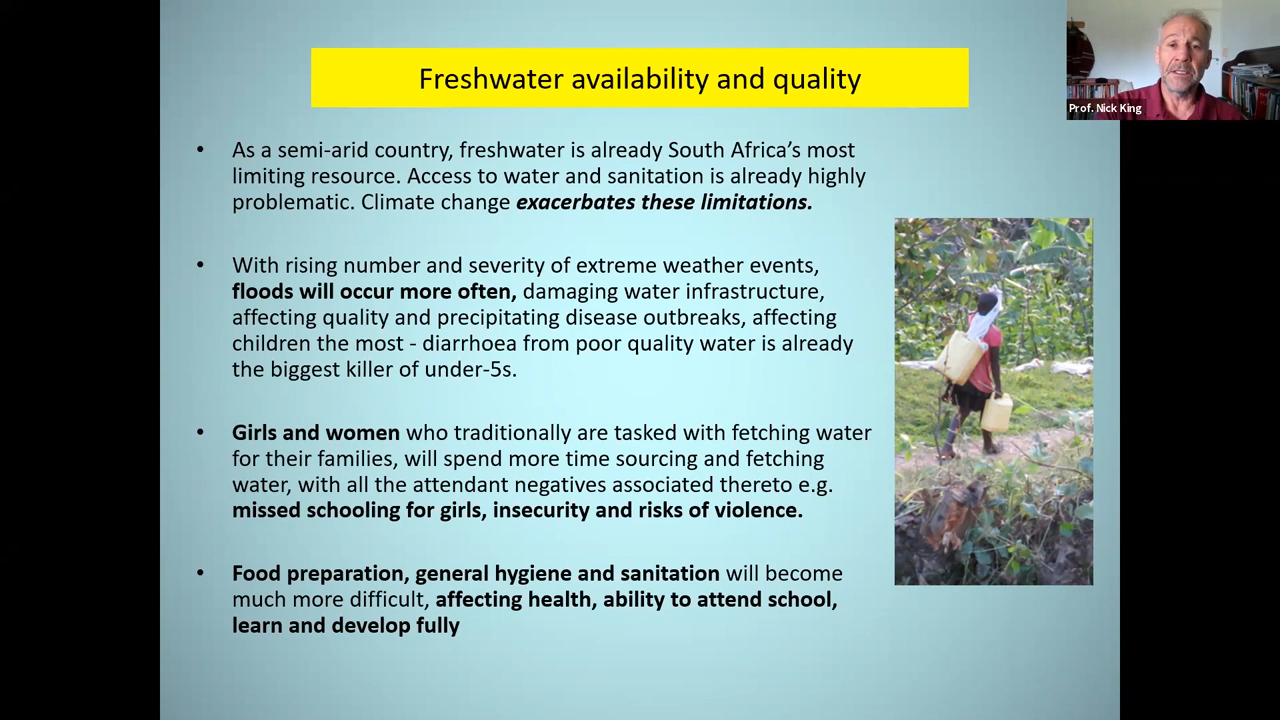 Freshwater availability and quality
Prof. Nick King
• As a semi-arid country, freshwater is already South Africa’s most
limiting resource. Access to water and sanitation is already highly
problematic. Climate change exacerbates these limitations.
• With rising number and severity of extreme weather events,
floods will occur more often, damaging water infrastructure,
affecting quality and precipitating disease outbreaks, affecting
children the most - diarrhoea from poor quality water is already
the biggest killer of under-5s.
• Girls and women who traditionally are tasked with fetching water
for their families, will spend more time sourcing and fetching
water, with all the attendant negatives associated thereto e.g.
missed schooling for girls, insecurity and risks of violence.
• Food preparation, general hygiene and sanitation will become
much more difficult, affecting health, ability to attend school,
learn and develop fully